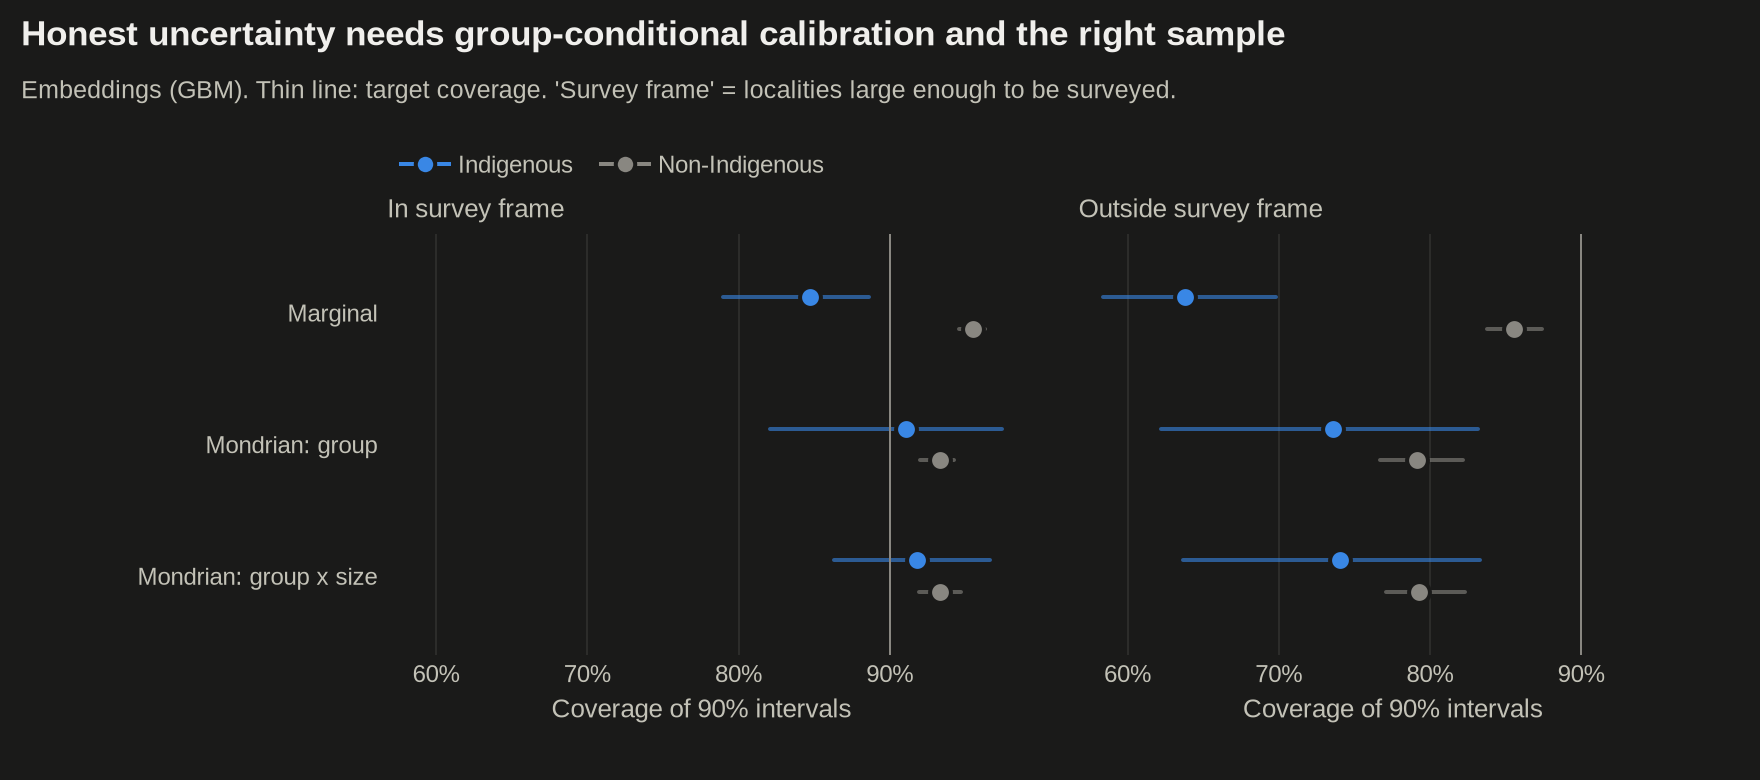 Honest uncertainty needs group-conditional calibration and the right sample
Embeddings (GBM). Thin line: target coverage. 'Survey frame' = localities large enough to be surveyed.
Indigenous
Non-Indigenous
In survey frame
Outside survey frame
Marginal
Mondrian: group
Mondrian: group x size
60% 70% 80% 90%
60% 70% 80% 90%
Coverage of 90% intervals
Coverage of 90% intervals